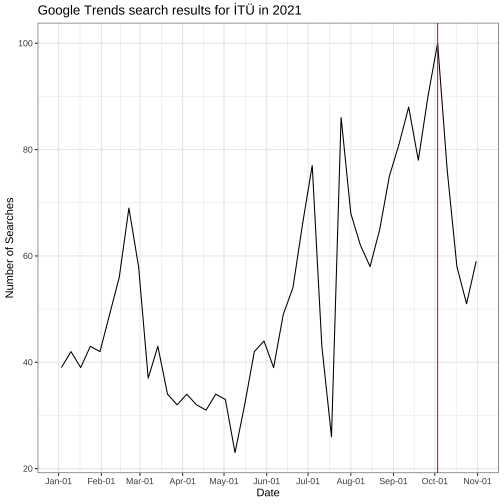 Google Trends search results for İTÜ in 2021
Number of Searches
100
80
60
40
20
Jan-01 Feb-01 Mar-01 Apr-01 May-01 Jun-01 Jul-01 Aug-01 Sep-01 Oct-01 Nov-01
Date